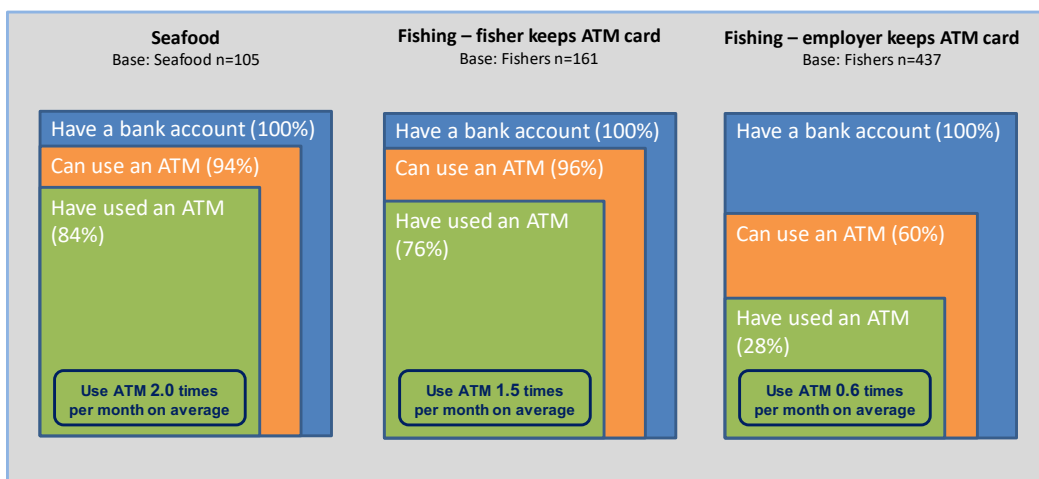 Seafood
Base: Seafood n=105
Have a bank account (100%)
Can use an ATM (94%)
Have used an ATM
(84%)
Use ATM 2.0 times
per month on average
Fishing – fisher keeps ATM card
Base: Fishers n=161
Have a bank account (100%)
Can use an ATM (96%)
Have used an ATM
(76%)
Use ATM 1.5 times
per month on average
Fishing – employer keeps ATM card
Base: Fishers n=437
Have a bank account (100%)
Can use an ATM (60%)
Have used an ATM
(28%)
Use ATM 0.6 times
per month on average